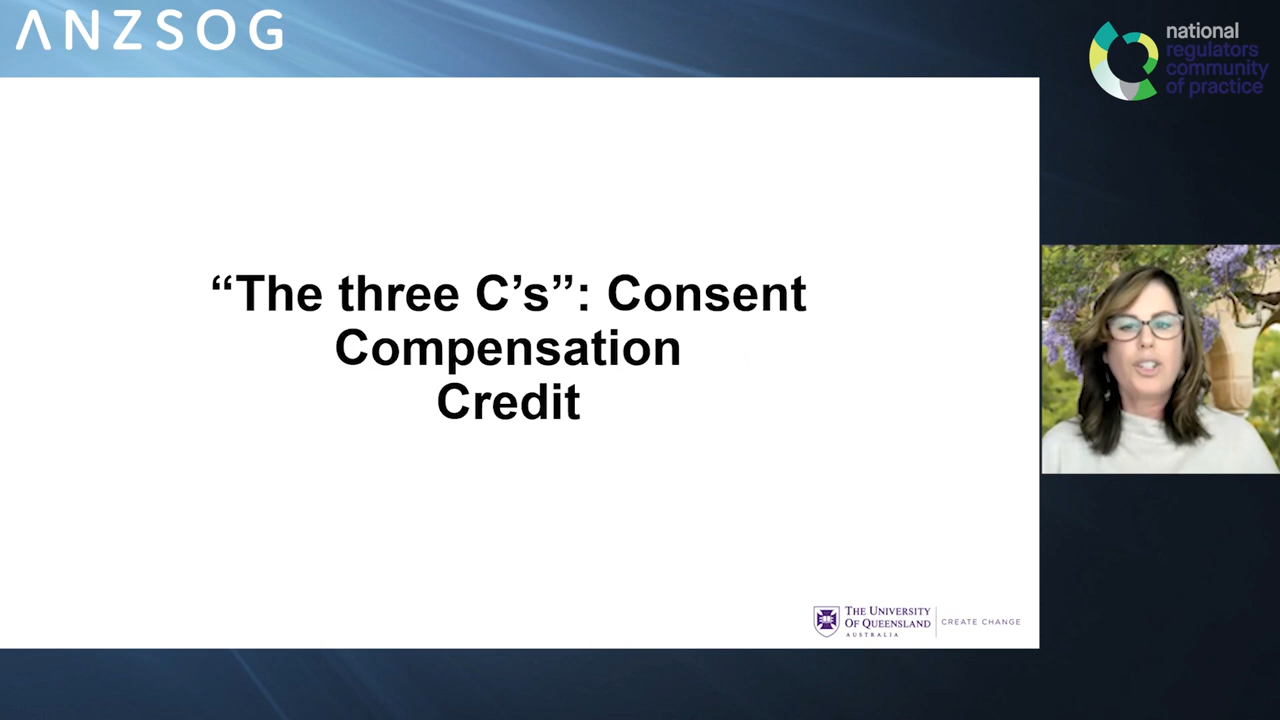 ANZSOG
national
regulators
community
of practice
“The three C’s”: Consent
Compensation
Credit
THE UNIVERSITY
OF QUEENSLAND
AUSTRALIA
CREATE CHANGE